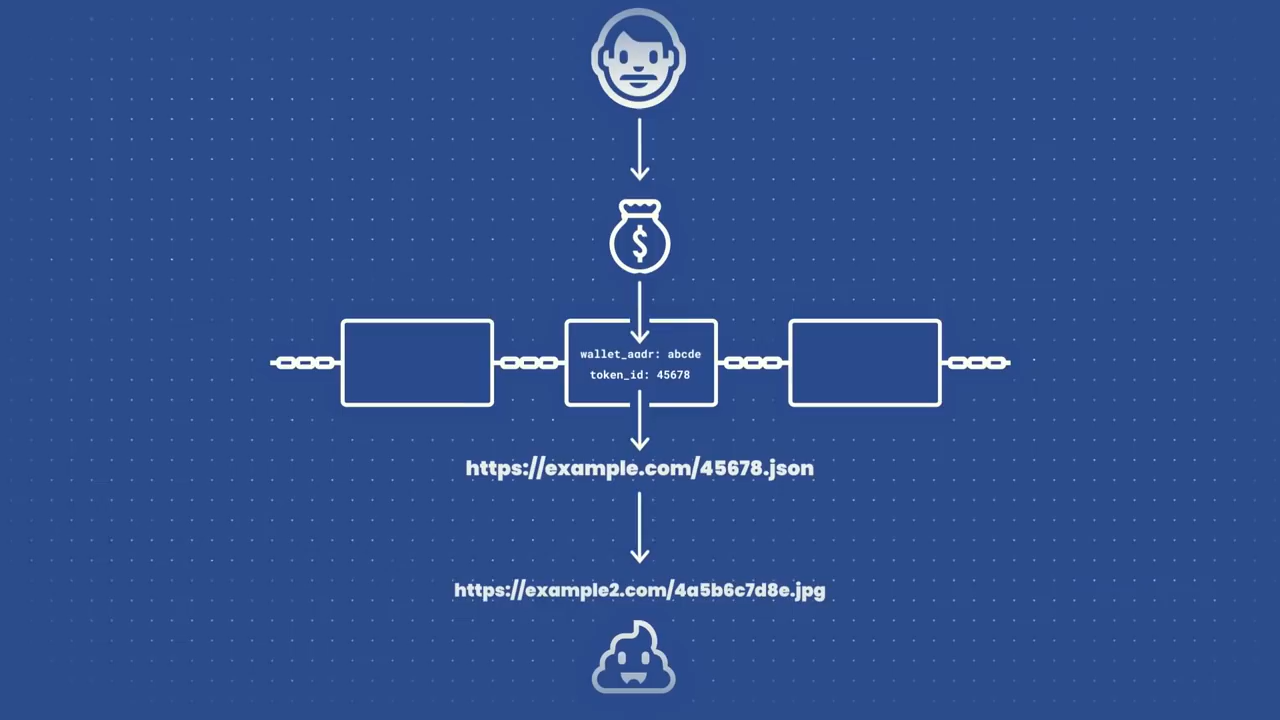 $
wallet_addr: abcde
token_id: 45678
https://example.com/45678.json
https://example2.com/4a5b6c7d8e.jpg